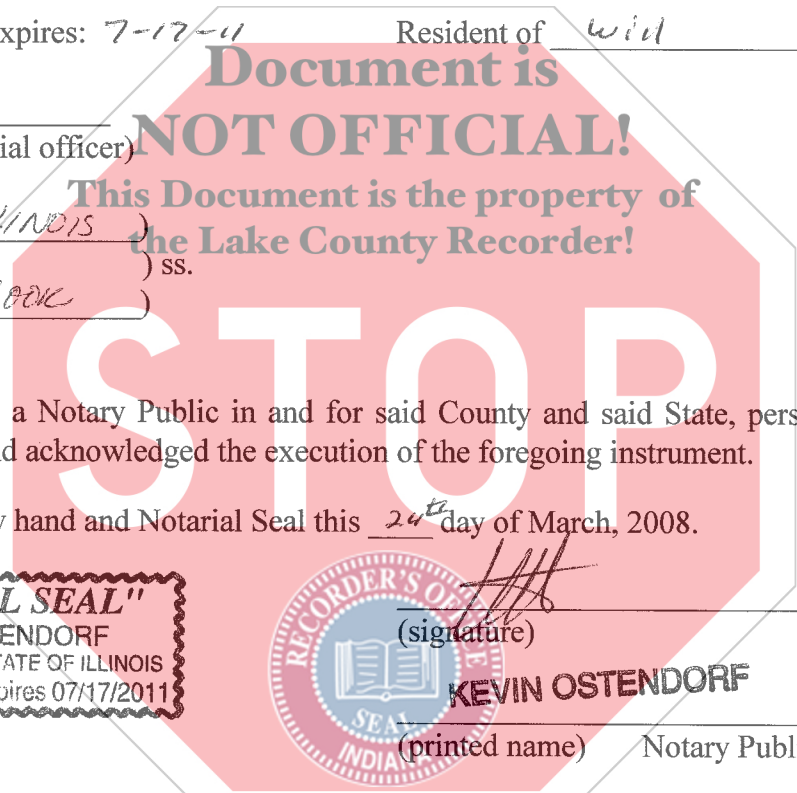 xpires: 7-17-11 Resident of Will
Document is
NOT OFFICIAL!
ial officer)
This Document is the property of
the Lake County Recorder!
LINOIS )
) ss.
OOK )
STOP
a Notary Public in and for said County and said State, pers
d acknowledged the execution of the foregoing instrument.
y hand and Notarial Seal this 24th day of March, 2008.
L SEAL"
ENDORF
TATE OF ILLINOIS
pires 07/17/2011
RECORDER'S OFFICE
SEAL
INDIANA
(signature)
KEVIN OSTENDORF
(printed name) Notary Publ